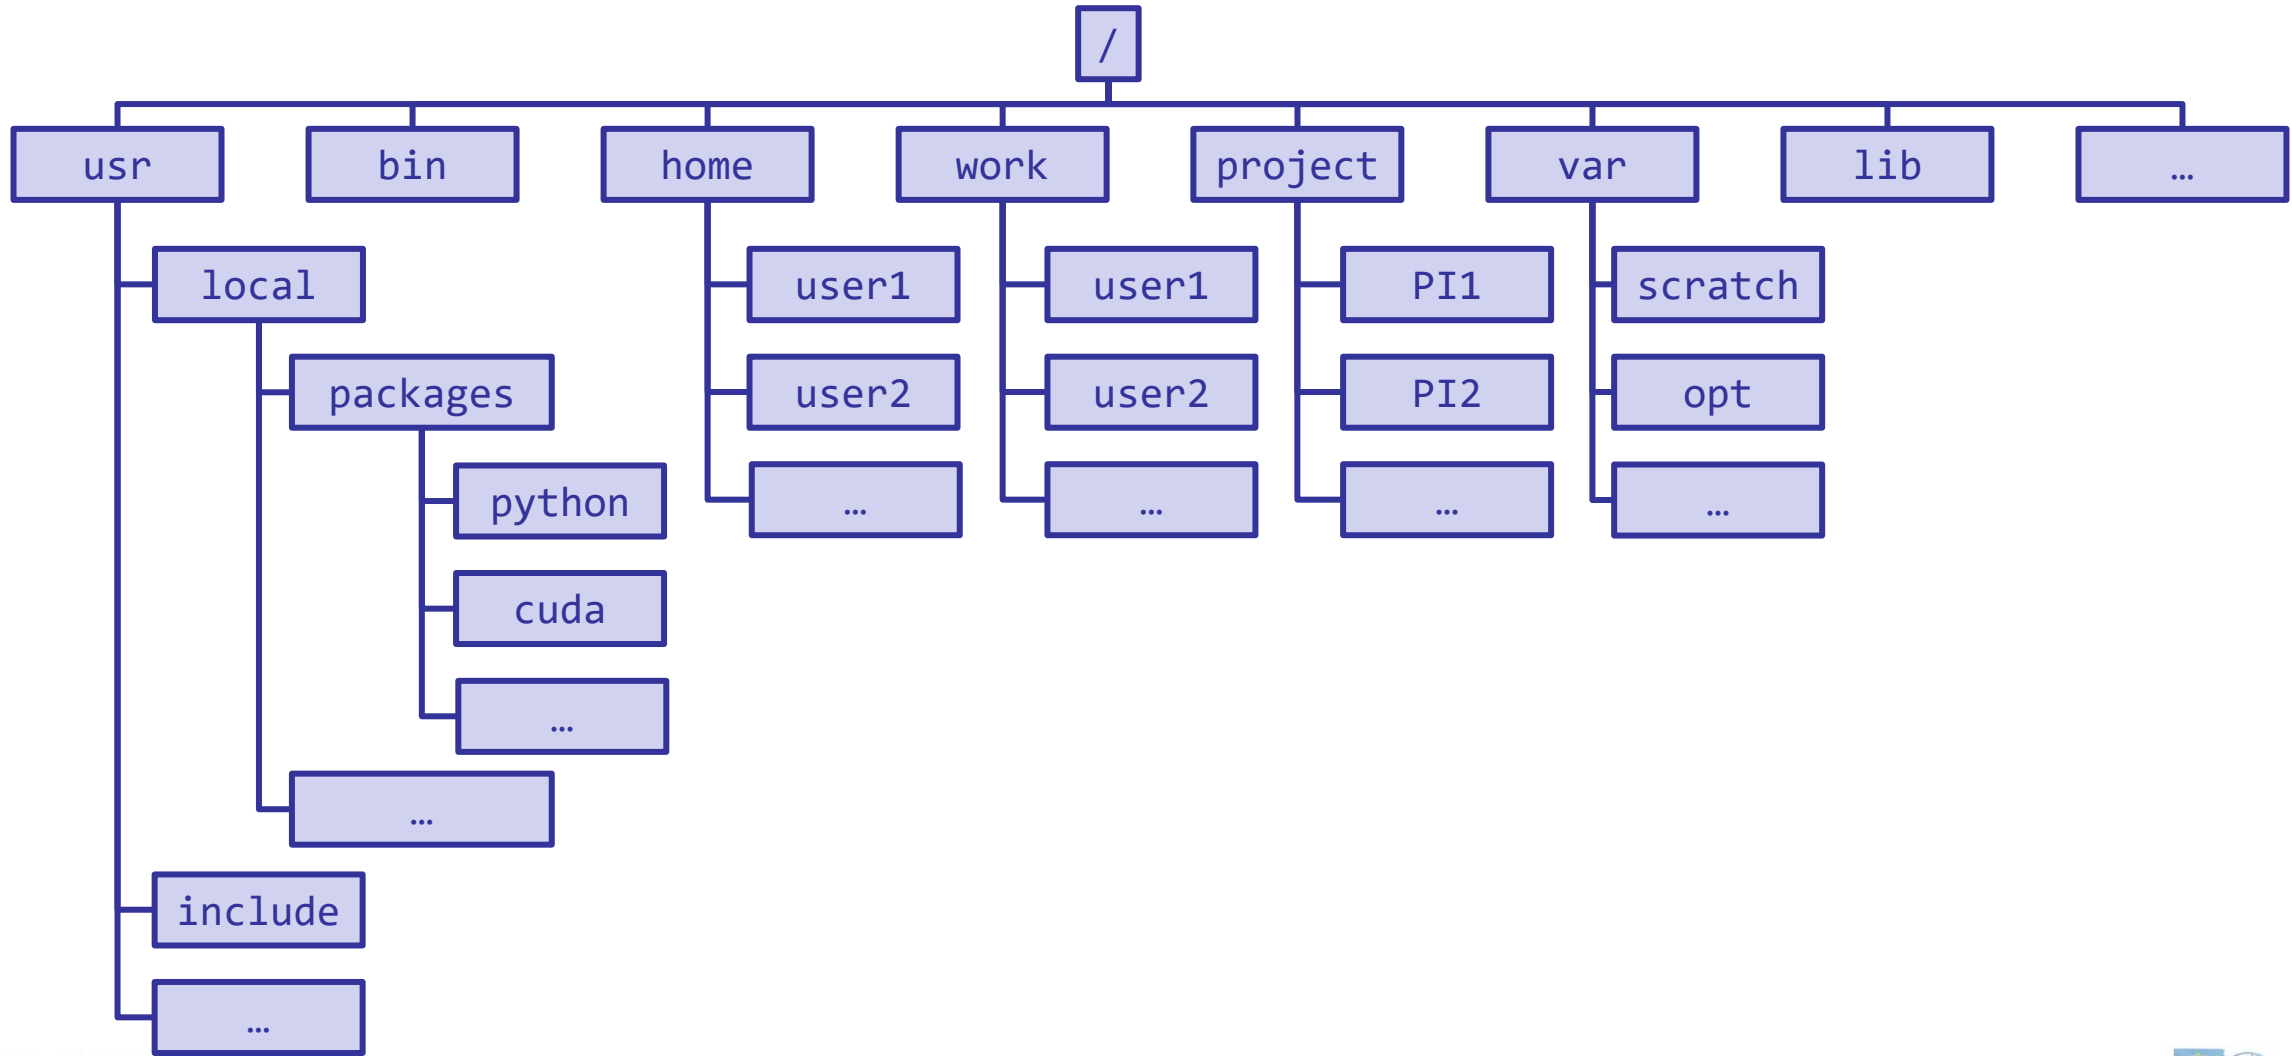 /
usr bin home work project var lib …
local user1 user1 PI1 scratch
packages user2 user2 PI2 opt
python … … … …
cuda
…
…
include
…